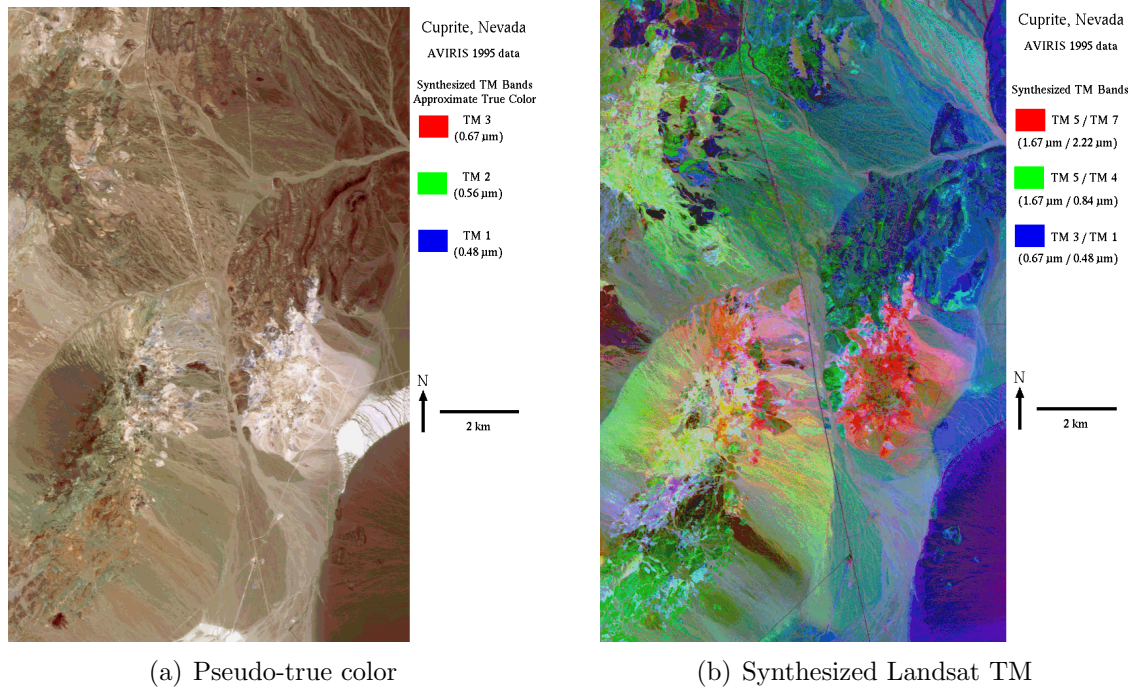 Cuprite, Nevada
AVIRIS 1995 data
Synthesized TM Bands
Approximate True Color
TM 3
(0.67 µm)
TM 2
(0.56 µm)
TM 1
(0.48 µm)
N
2 km
(a) Pseudo-true color
Cuprite, Nevada
AVIRIS 1995 data
Synthesized TM Bands
TM 5 / TM 7
(1.67 µm / 2.22 µm)
TM 5 / TM 4
(1.67 µm / 0.84 µm)
TM 3 / TM 1
(0.67 µm / 0.48 µm)
N
2 km
(b) Synthesized Landsat TM